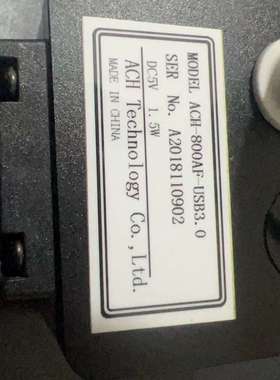 MODEL ACH-800AF-USB3.0
SER No. A2018110902
DC5V 1.5W
ACH Technology Co.,Ltd.
MADE IN CHINA